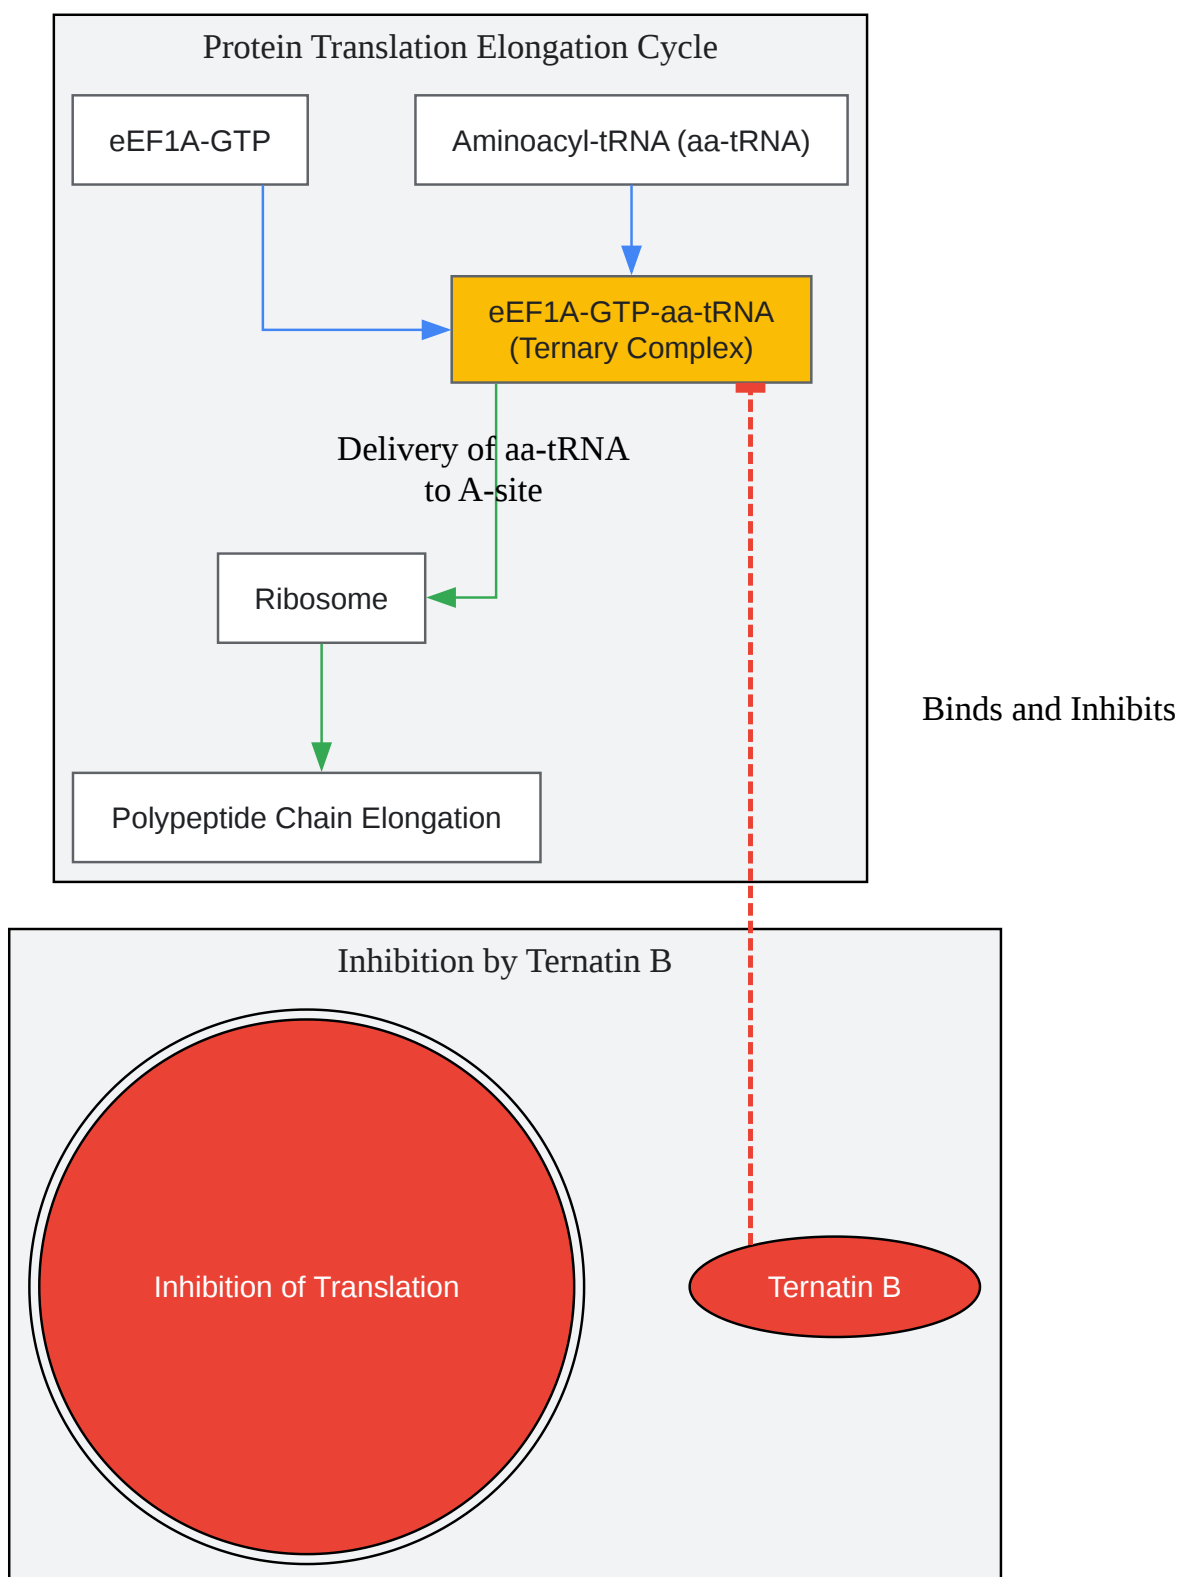 Protein Translation Elongation Cycle
eEF1A-GTP
Aminoacyl-tRNA (aa-tRNA)
eEF1A-GTP-aa-tRNA
(Ternary Complex)
Delivery of aa-tRNA
to A-site
Ribosome
Binds and Inhibits
Polypeptide Chain Elongation
Inhibition by Ternatin B
Inhibition of Translation
Ternatin B